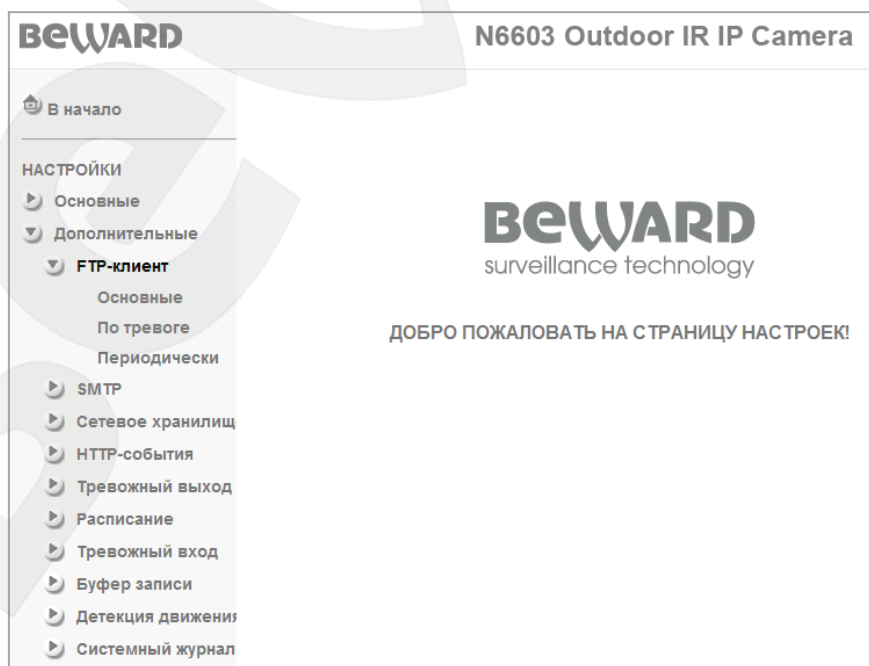 BEWARD
N6603 Outdoor IR IP Camera
В начало
НАСТРОЙКИ
Основные
Дополнительные
FTP-клиент
Основные
По тревоге
Периодически
SMTP
Сетевое хранилищ
HTTP-события
Тревожный выход
Расписание
Тревожный вход
Буфер записи
Детекция движения
Системный журнал
BEWARD
surveillance technology
ДОБРО ПОЖАЛОВАТЬ НА СТРАНИЦУ НАСТРОЕК!